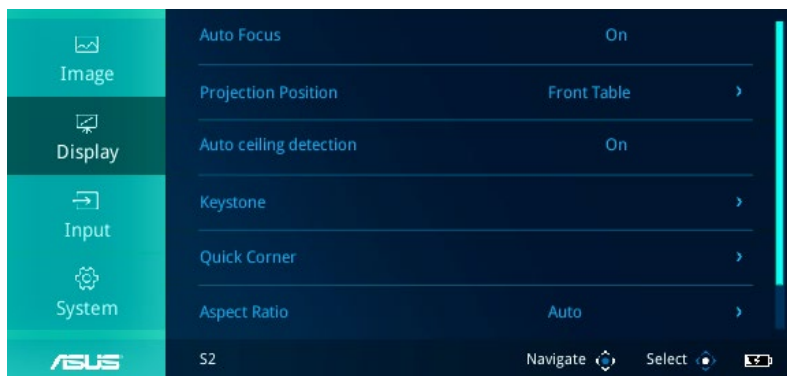 Image
Display
Input
System
ASUS
Auto Focus On
Projection Position Front Table
Auto ceiling detection On
Keystone
Quick Corner
Aspect Ratio Auto
S2 Navigate Select